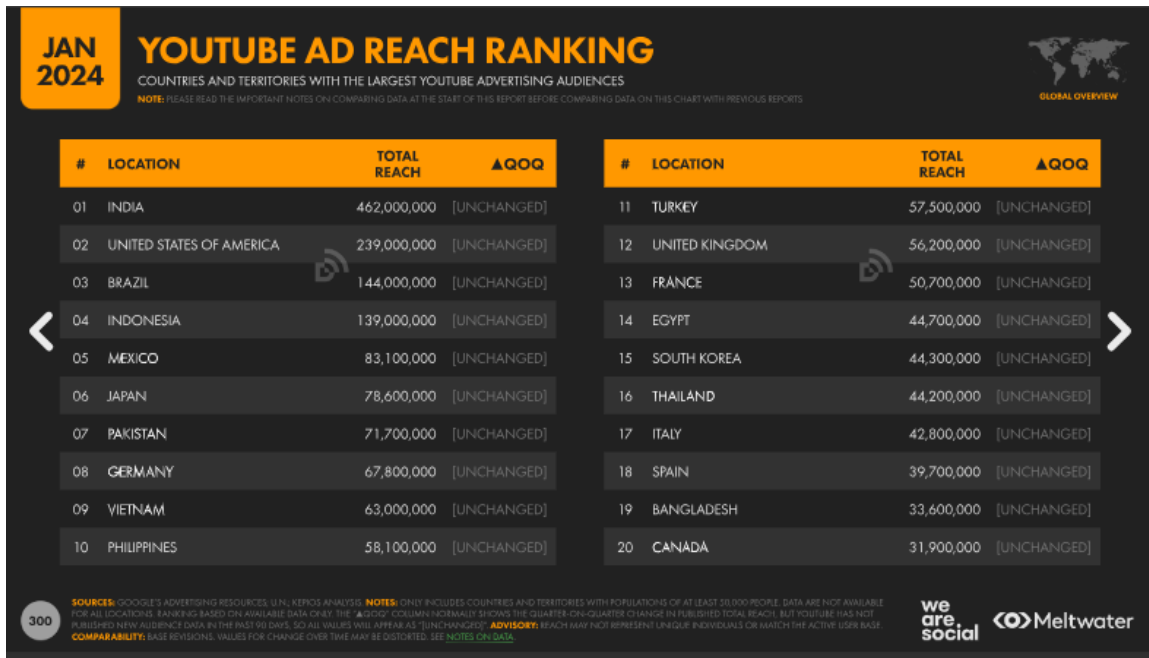 JAN
2024
YOUTUBE AD REACH RANKING
COUNTRIES AND TERRITORIES WITH THE LARGEST YOUTUBE ADVERTISING AUDIENCES
NOTE: PLEASE READ THE IMPORTANT NOTES ON COMPARING DATA AT THE START OF THIS REPORT BEFORE COMPARING DATA ON THIS CHART WITH PREVIOUS REPORTS
GLOBAL OVERVIEW
# LOCATION TOTAL REACH ▲QOQ
01 INDIA 462,000,000 [UNCHANGED]
02 UNITED STATES OF AMERICA 239,000,000 [UNCHANGED]
03 BRAZIL 144,000,000 [UNCHANGED]
04 INDONESIA 139,000,000 [UNCHANGED]
05 MEXICO 83,100,000 [UNCHANGED]
06 JAPAN 78,600,000 [UNCHANGED]
07 PAKISTAN 71,700,000 [UNCHANGED]
08 GERMANY 67,800,000 [UNCHANGED]
09 VIETNAM 63,000,000 [UNCHANGED]
10 PHILIPPINES 58,100,000 [UNCHANGED]
# LOCATION TOTAL REACH ▲QOQ
11 TURKEY 57,500,000 [UNCHANGED]
12 UNITED KINGDOM 56,200,000 [UNCHANGED]
13 FRANCE 50,700,000 [UNCHANGED]
14 EGYPT 44,700,000 [UNCHANGED]
15 SOUTH KOREA 44,300,000 [UNCHANGED]
16 THAILAND 44,200,000 [UNCHANGED]
17 ITALY 42,800,000 [UNCHANGED]
18 SPAIN 39,700,000 [UNCHANGED]
19 BANGLADESH 33,600,000 [UNCHANGED]
20 CANADA 31,900,000 [UNCHANGED]
300
SOURCES: GOOGLE'S ADVERTISING RESOURCES; U.N.; KEPIOS ANALYSIS. NOTES: ONLY INCLUDES COUNTRIES AND TERRITORIES WITH POPULATIONS OF AT LEAST 50,000 PEOPLE. DATA ARE NOT AVAILABLE
FOR ALL LOCATIONS. RANKING BASED ON AVAILABLE DATA ONLY. THE "▲QOQ" COLUMN NORMALLY SHOWS THE QUARTER-ON-QUARTER CHANGE IN PUBLISHED TOTAL REACH, BUT YOUTUBE HAS NOT
PUBLISHED NEW AUDIENCE DATA IN THE PAST 90 DAYS, SO ALL VALUES WILL APPEAR AS "[UNCHANGED]". ADVISORY: REACH MAY NOT REPRESENT UNIQUE INDIVIDUALS OR MATCH THE ACTIVE USER BASE.
COMPARABILITY: BASE REVISIONS. VALUES FOR CHANGE OVER TIME MAY BE DISTORTED. SEE NOTES ON DATA.
we
are.
social
Meltwater